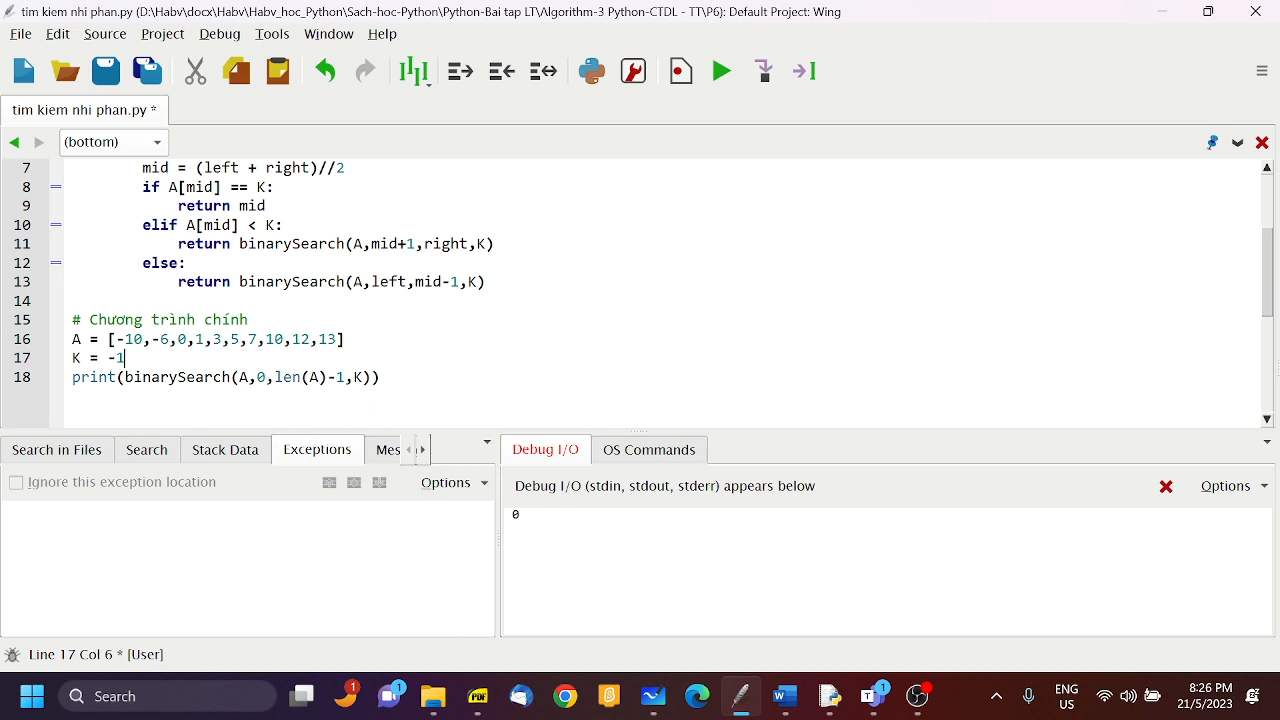 tim kiem nhi phan.py (D:\Habv\docx\Habv\Habv_hoc_Python\Sach-hoc-Python\Python-Bai tap LT\Algorithm-3 Python-CTDL - TT\P6): Default Project: Wing
File Edit Source Project Debug Tools Window Help
tim kiem nhi phan.py *
(bottom)
7 mid = (left + right)//2
8 if A[mid] == K:
9 return mid
10 elif A[mid] < K:
11 return binarySearch(A,mid+1,right,K)
12 else:
13 return binarySearch(A,left,mid-1,K)
14
15 # Chương trình chính
16 A = [-10,-6,0,1,3,5,7,10,12,13]
17 K = -1
18 print(binarySearch(A,0,len(A)-1,K))
Search in Files Search Stack Data Exceptions Mes Debug I/O OS Commands
Ignore this exception location Options Debug I/O (stdin, stdout, stderr) appears below Options
0
Line 17 Col 6 * [User]
Search 1 1 PDF 1 ENG US 8:26 PM 21/5/2023